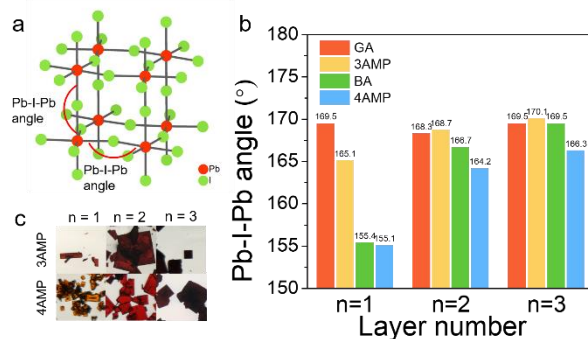 a
Pb-I-Pb
angle
Pb-I-Pb
angle
Pb
I
c
n = 1
n = 2
n = 3
3AMP
4AMP
b
Pb-I-Pb angle (○)
180
175
170
165
160
155
150
GA
3AMP
BA
4AMP
169.5
165.1
155.4
155.1
168.3
168.7
166.7
164.2
169.5
170.1
169.5
166.3
n=1
n=2
n=3
Layer number